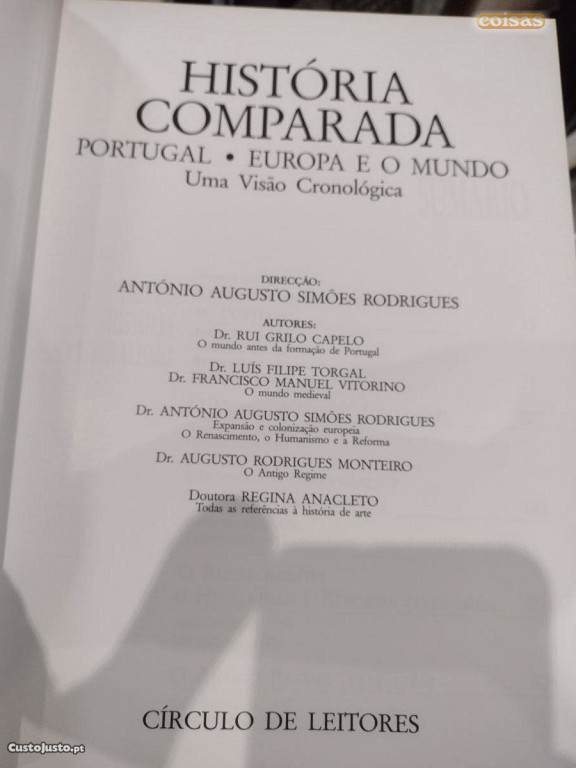 coisas
HISTÓRIA
COMPARADA
PORTUGAL • EUROPA E O MUNDO
Uma Visão Cronológica
DIRECÇÃO:
ANTÓNIO AUGUSTO SIMÕES RODRIGUES
AUTORES:
Dr. RUI GRILO CAPELO
O mundo antes da formação de Portugal
Dr. LUÍS FILIPE TORGAL
Dr. FRANCISCO MANUEL VITORINO
O mundo medieval
Dr. ANTÓNIO AUGUSTO SIMÕES RODRIGUES
Expansão e colonização europeia
O Renascimento, o Humanismo e a Reforma
Dr. AUGUSTO RODRIGUES MONTEIRO
O Antigo Regime
Doutora REGINA ANACLETO
Todas as referências à história de arte
CÍRCULO DE LEITORES
CustoJusto.pt